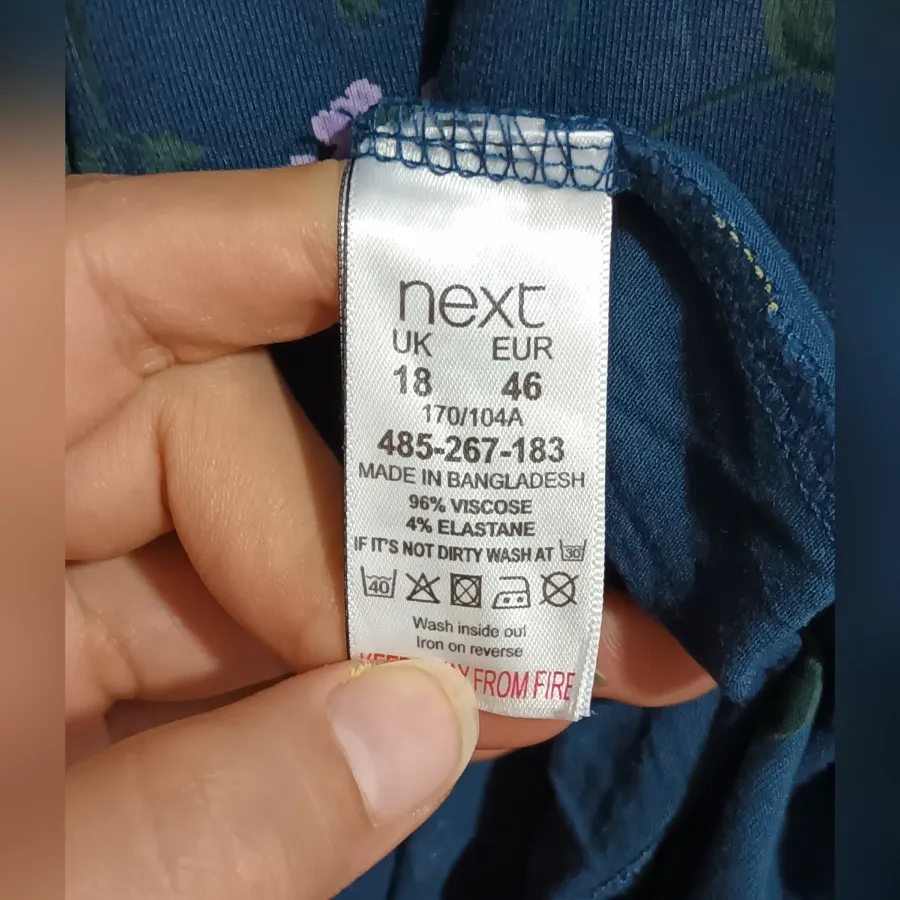 next
UK EUR
18 46
170/104A
485-267-183
MADE IN BANGLADESH
96% VISCOSE
4% ELASTANE
IF IT'S NOT DIRTY WASH AT 30
40
Wash inside out
Iron on reverse
FROM FIRE